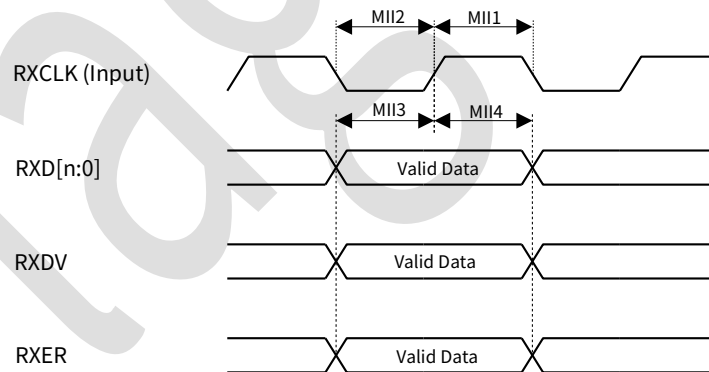 MII2 MII1
RXCLK (Input)
MII3 MII4
RXD[n:0] Valid Data
RXDV Valid Data
RXER Valid Data